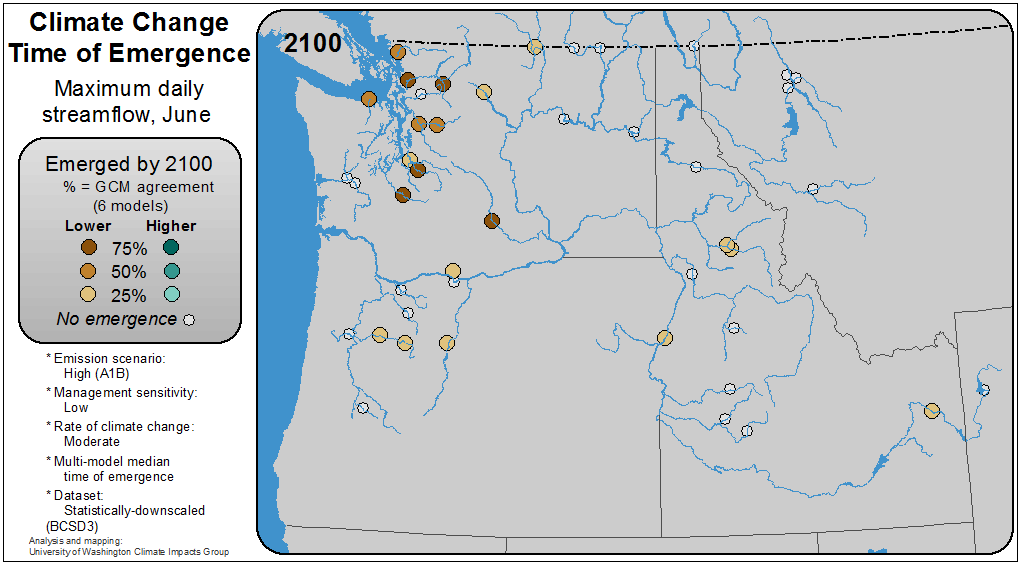 Climate Change
Time of Emergence
Maximum daily
streamflow, June
Emerged by 2100
% = GCM agreement
(6 models)
Lower Higher
75%
50%
25%
No emergence
* Emission scenario:
High (A1B)
* Management sensitivity:
Low
* Rate of climate change:
Moderate
* Multi-model median
time of emergence
* Dataset:
Statistically-downscaled
(BCSD3)
Analysis and mapping:
University of Washington Climate Impacts Group
2100